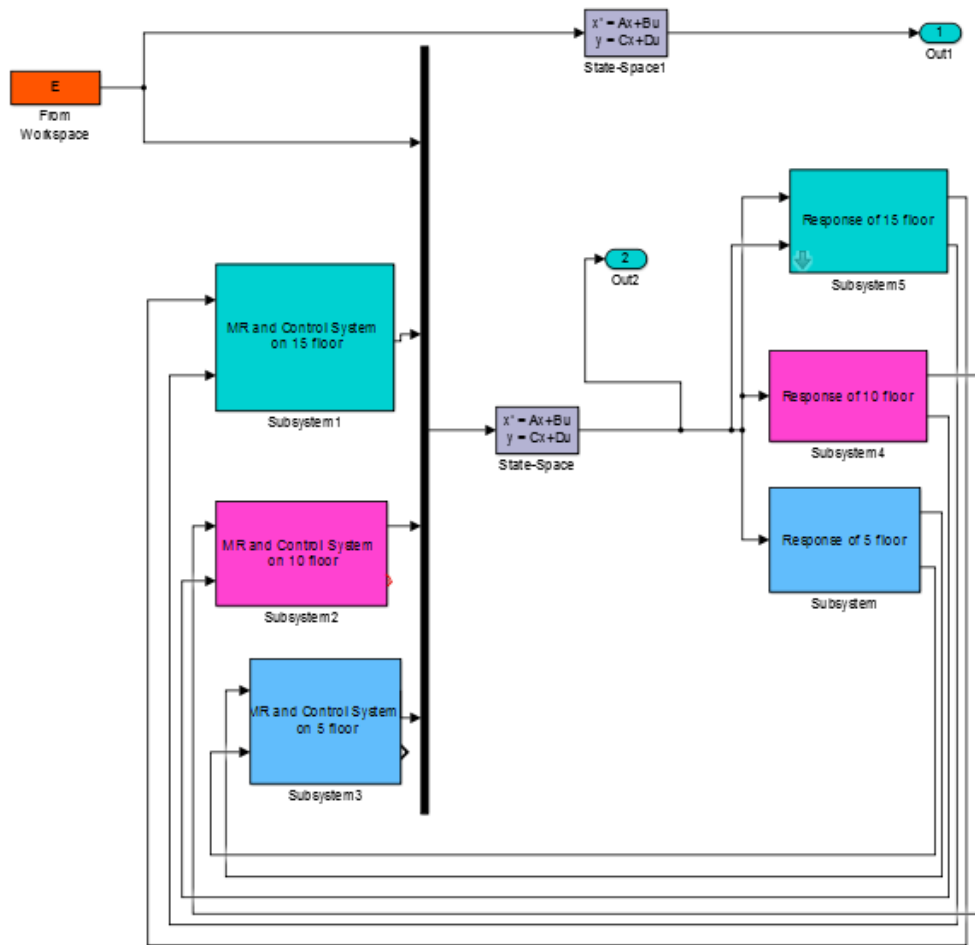 x' = Ax+Bu
y = Cx+Du
State-Space1
1
Out1
E
From
Workspace
Response of 15 floor
Subsystem5
2
Out2
MR and Control System
on 15 floor
Subsystem1
Response of 10 floor
Subsystem4
x' = Ax+Bu
y = Cx+Du
State-Space
Response of 5 floor
Subsystem
MR and Control System
on 10 floor
Subsystem2
MR and Control System
on 5 floor
Subsystem3